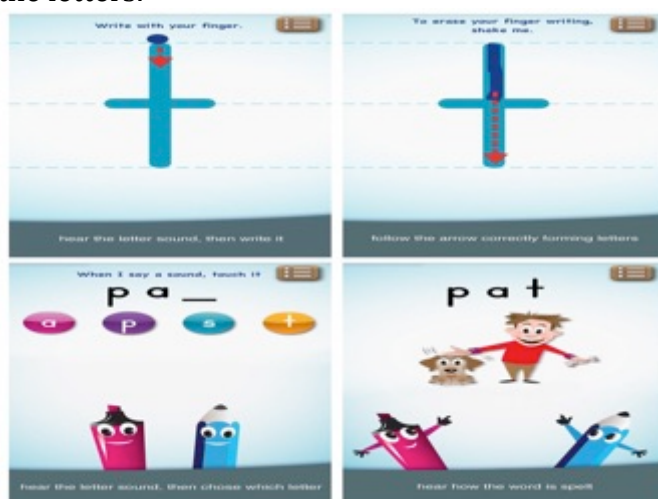 the letters.
Write with your finger.
t
hear the letter sound, then write it
To erase your finger writing,
shake me.
t
follow the arrow correctly forming letters
When I say a sound, touch it
p a _
a p s t
hear the letter sound, then chose which letter
p a t
hear how the word is spelt